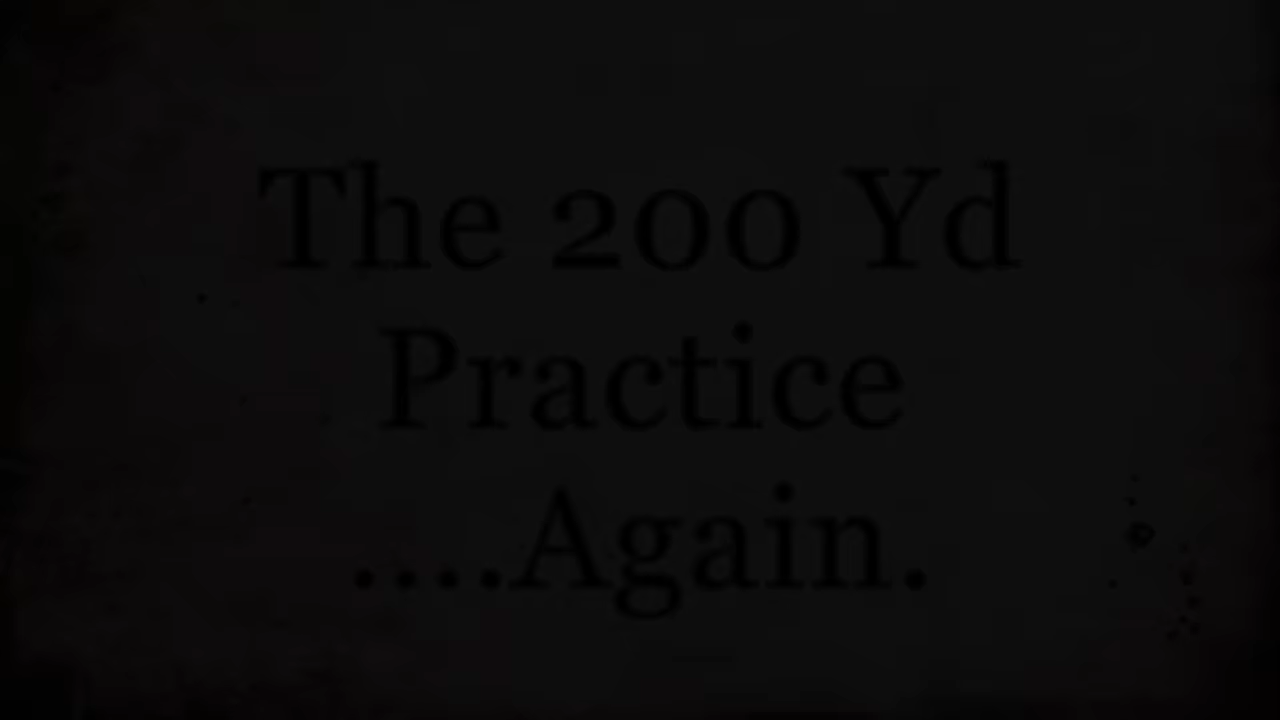 The 200 Yd
Practice
....Again.